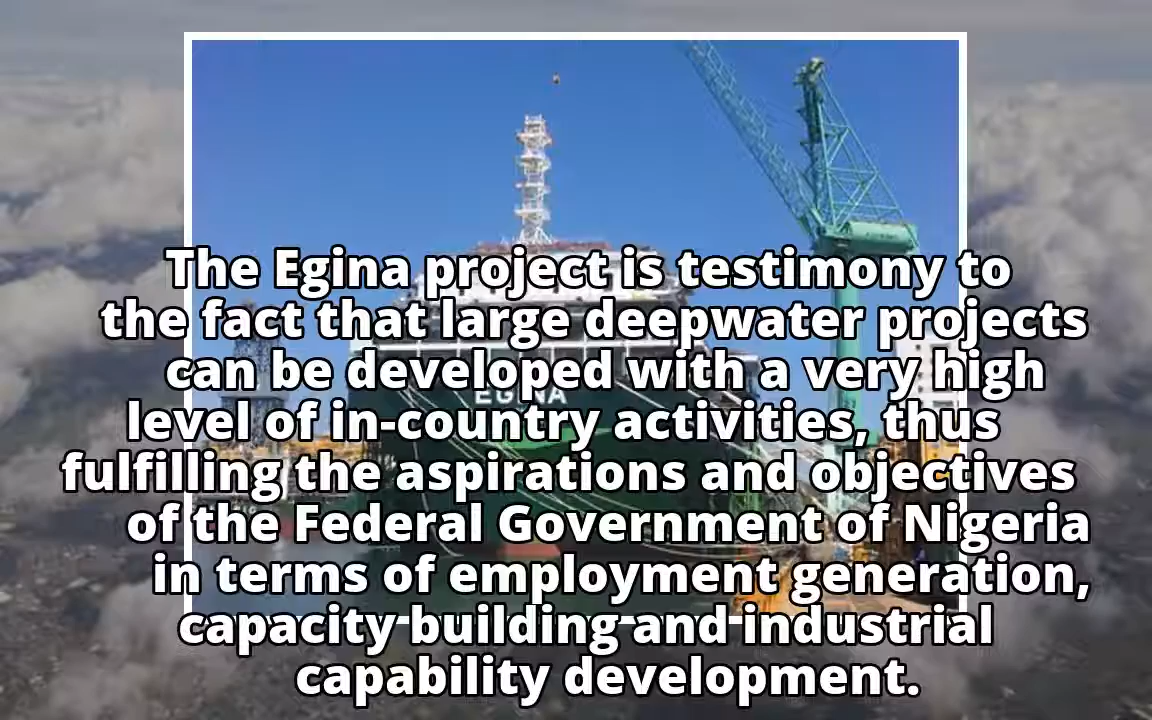 The Egina project is testimony to
the fact that large deepwater projects
can be developed with a very high
EGINA
level of in-country activities, thus
fulfilling the aspirations and objectives
of the Federal Government of Nigeria
in terms of employment generation,
capacity building and industrial
capability development.